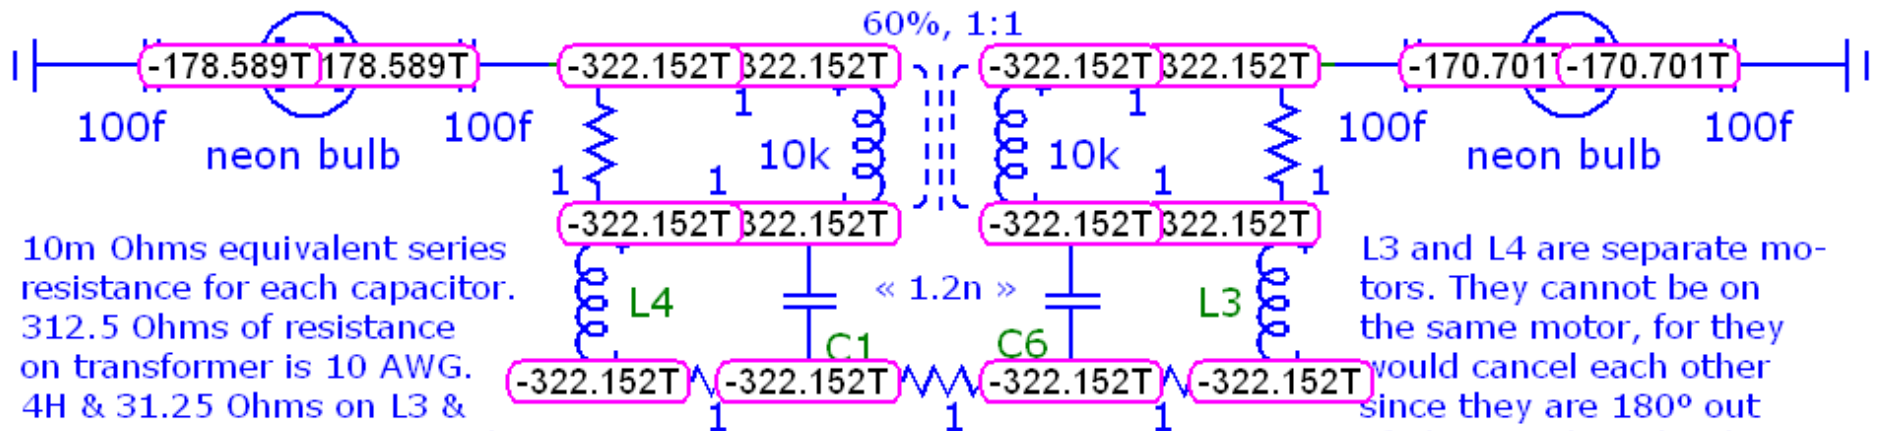 60%, 1:1
-178.589T 178.589T -322.152T 322.152T -322.152T 322.152T -170.701T -170.701T
100f 100f 1 1 100f 100f
neon bulb 10k 10k neon bulb
1 1 1 1
-322.152T 322.152T -322.152T 322.152T
10m Ohms equivalent series
resistance for each capacitor.
312.5 Ohms of resistance
on transformer is 10 AWG.
4H & 31.25 Ohms on L3 &
L4 « 1.2n » L3
C1 C6
-322.152T -322.152T -322.152T -322.152T
1 1 1
L3 and L4 are separate mo-
tors. They cannot be on
the same motor, for they
would cancel each other
since they are 180º out